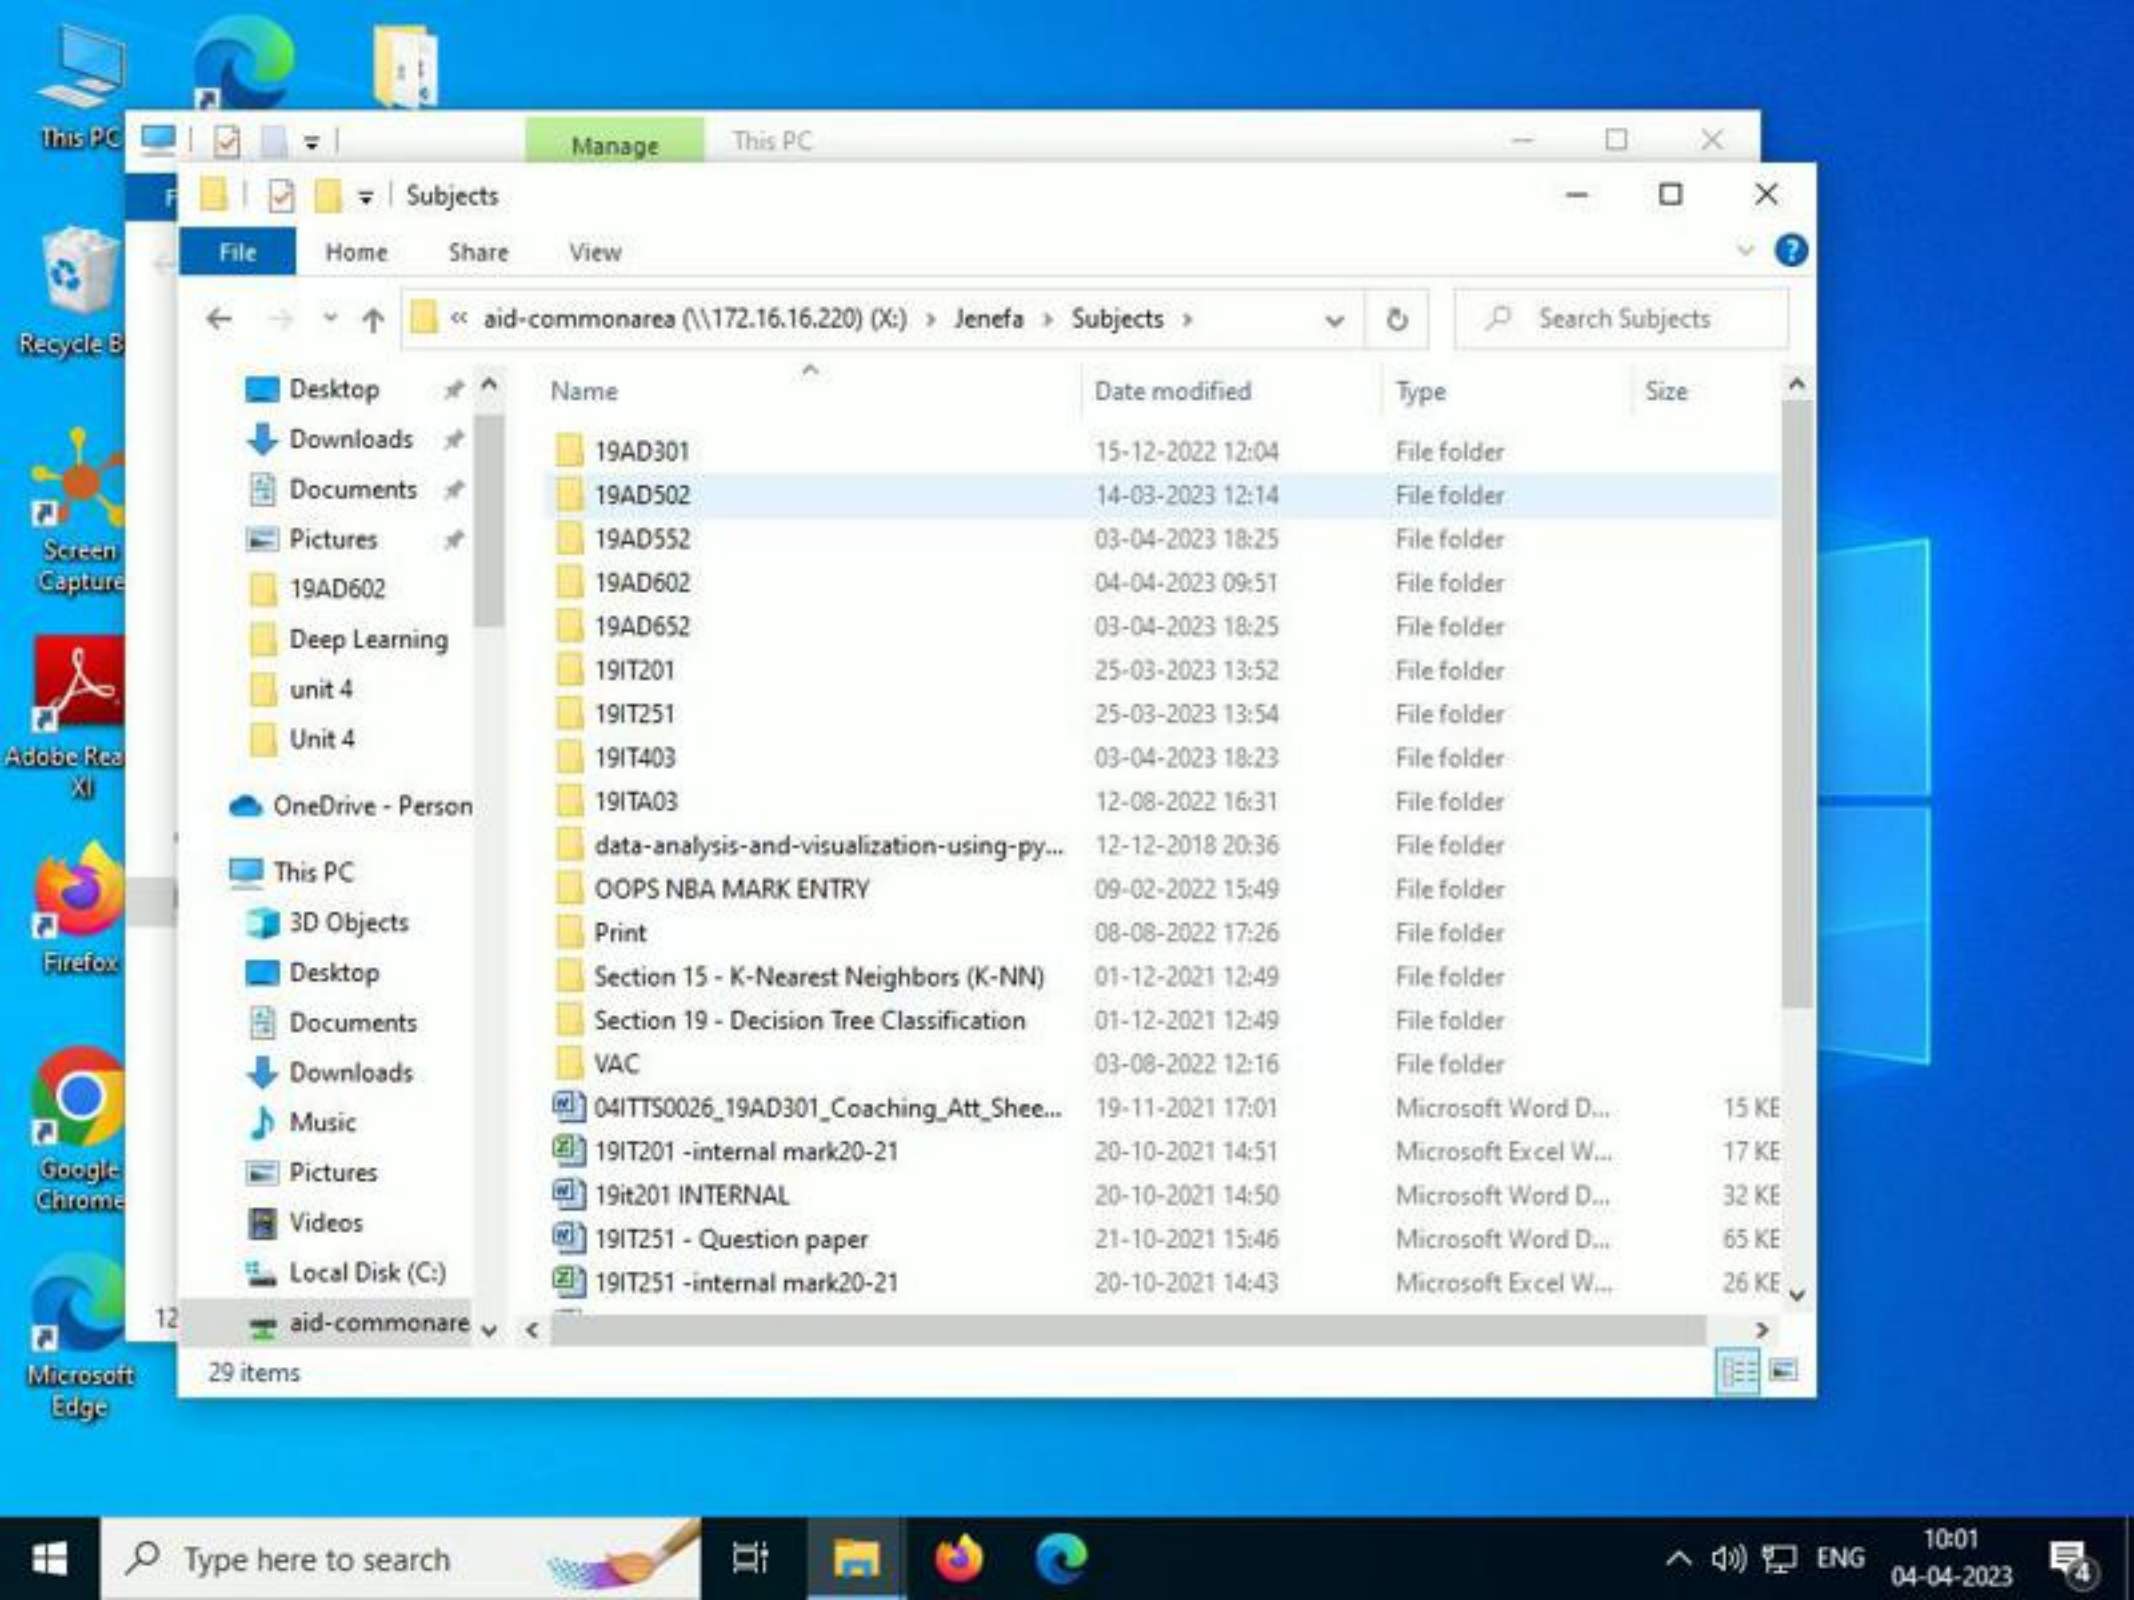 This PC
Recycle B
Screen
Capture
Adobe Rea
XI
Firefox
Google
Chrome
Microsoft
Edge
Manage
This PC
12
Subjects
File Home Share View
« aid-commonarea (\\172.16.16.220) (X:) › Jenefa › Subjects ›
Search Subjects
Desktop
Downloads
Documents
Pictures
19AD602
Deep Learning
unit 4
Unit 4
OneDrive - Person
This PC
3D Objects
Desktop
Documents
Downloads
Music
Pictures
Videos
Local Disk (C:)
aid-commonare
Name Date modified Type Size
19AD301 15-12-2022 12:04 File folder
19AD502 14-03-2023 12:14 File folder
19AD552 03-04-2023 18:25 File folder
19AD602 04-04-2023 09:51 File folder
19AD652 03-04-2023 18:25 File folder
19IT201 25-03-2023 13:52 File folder
19IT251 25-03-2023 13:54 File folder
19IT403 03-04-2023 18:23 File folder
19ITA03 12-08-2022 16:31 File folder
data-analysis-and-visualization-using-py... 12-12-2018 20:36 File folder
OOPS NBA MARK ENTRY 09-02-2022 15:49 File folder
Print 08-08-2022 17:26 File folder
Section 15 - K-Nearest Neighbors (K-NN) 01-12-2021 12:49 File folder
Section 19 - Decision Tree Classification 01-12-2021 12:49 File folder
VAC 03-08-2022 12:16 File folder
04ITTS0026_19AD301_Coaching_Att_Shee... 19-11-2021 17:01 Microsoft Word D... 15 KB
19IT201 -internal mark20-21 20-10-2021 14:51 Microsoft Excel W... 17 KB
19it201 INTERNAL 20-10-2021 14:50 Microsoft Word D... 32 KB
19IT251 - Question paper 21-10-2021 15:46 Microsoft Word D... 65 KB
19IT251 -internal mark20-21 20-10-2021 14:43 Microsoft Excel W... 26 KB
29 items
Type here to search
ENG
10:01
04-04-2023
4